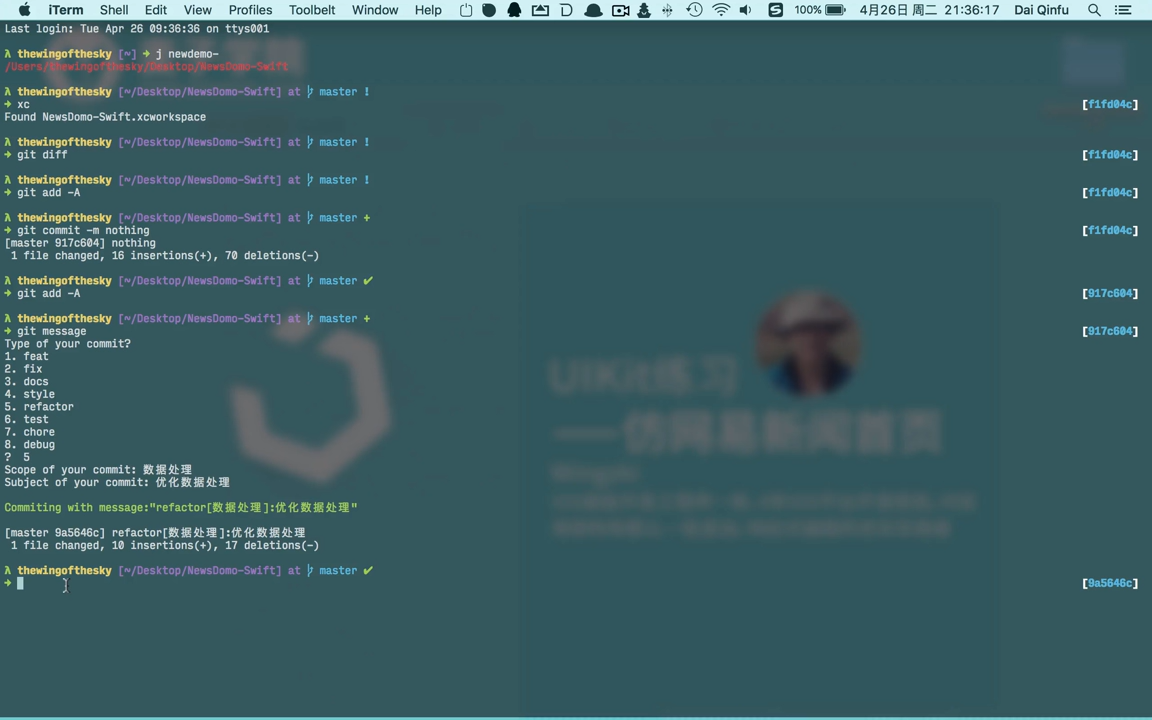 iTerm Shell Edit View Profiles Toolbelt Window Help 100% 4月26日 周二 21:36:17 Dai Qinfu
Last login: Tue Apr 26 09:36:36 on ttys001
λ thewingofthesky [~] ➜ j newdemo-
/Users/thewingofthesky/Desktop/NewsDomo-Swift
λ thewingofthesky [~/Desktop/NewsDomo-Swift] at master !
➜ xc [f1fd04c]
Found NewsDomo-Swift.xcworkspace
λ thewingofthesky [~/Desktop/NewsDomo-Swift] at master !
➜ git diff [f1fd04c]
λ thewingofthesky [~/Desktop/NewsDomo-Swift] at master !
➜ git add -A [f1fd04c]
λ thewingofthesky [~/Desktop/NewsDomo-Swift] at master +
➜ git commit -m nothing [f1fd04c]
[master 917c604] nothing
1 file changed, 16 insertions(+), 70 deletions(-)
λ thewingofthesky [~/Desktop/NewsDomo-Swift] at master ✔
➜ git add -A [917c604]
λ thewingofthesky [~/Desktop/NewsDomo-Swift] at master +
➜ git message [917c604]
Type of your commit?
1. feat
2. fix
3. docs
4. style
5. refactor
6. test
7. chore
8. debug
? 5
Scope of your commit: 数据处理
Subject of your commit: 优化数据处理
Commiting with message:"refactor[数据处理]:优化数据处理"
[master 9a5646c] refactor[数据处理]:优化数据处理
1 file changed, 10 insertions(+), 17 deletions(-)
λ thewingofthesky [~/Desktop/NewsDomo-Swift] at master ✔
➜ [9a5646c]
UIKit练习
——仿网易新闻首页